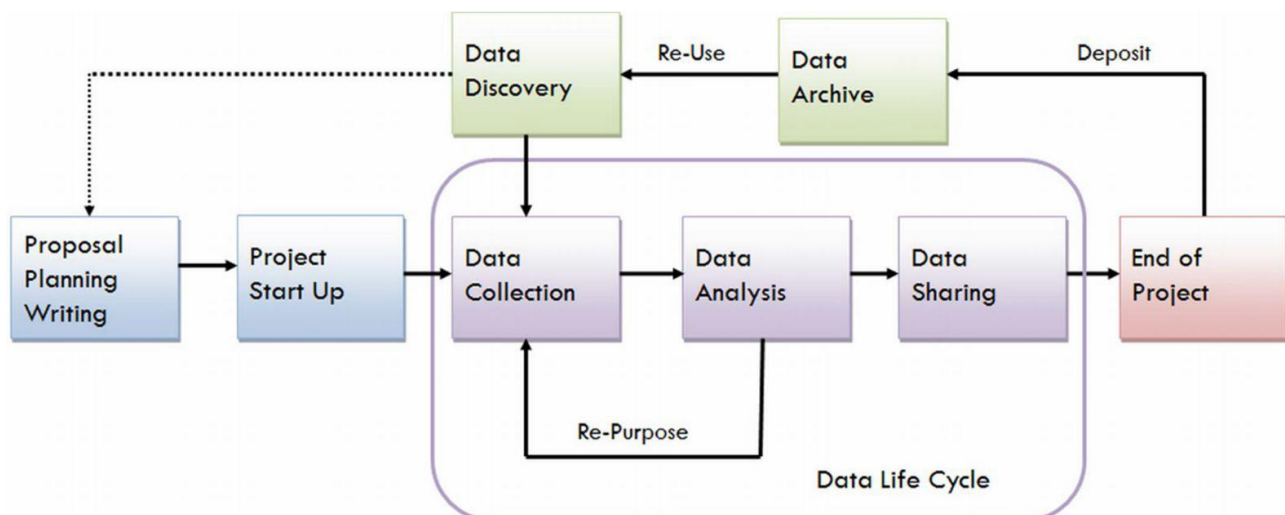 Data
Discovery
Re-Use
Data
Archive
Deposit
Proposal
Planning
Writing
Project
Start Up
Data
Collection
Data
Analysis
Data
Sharing
End of
Project
Re-Purpose
Data Life Cycle